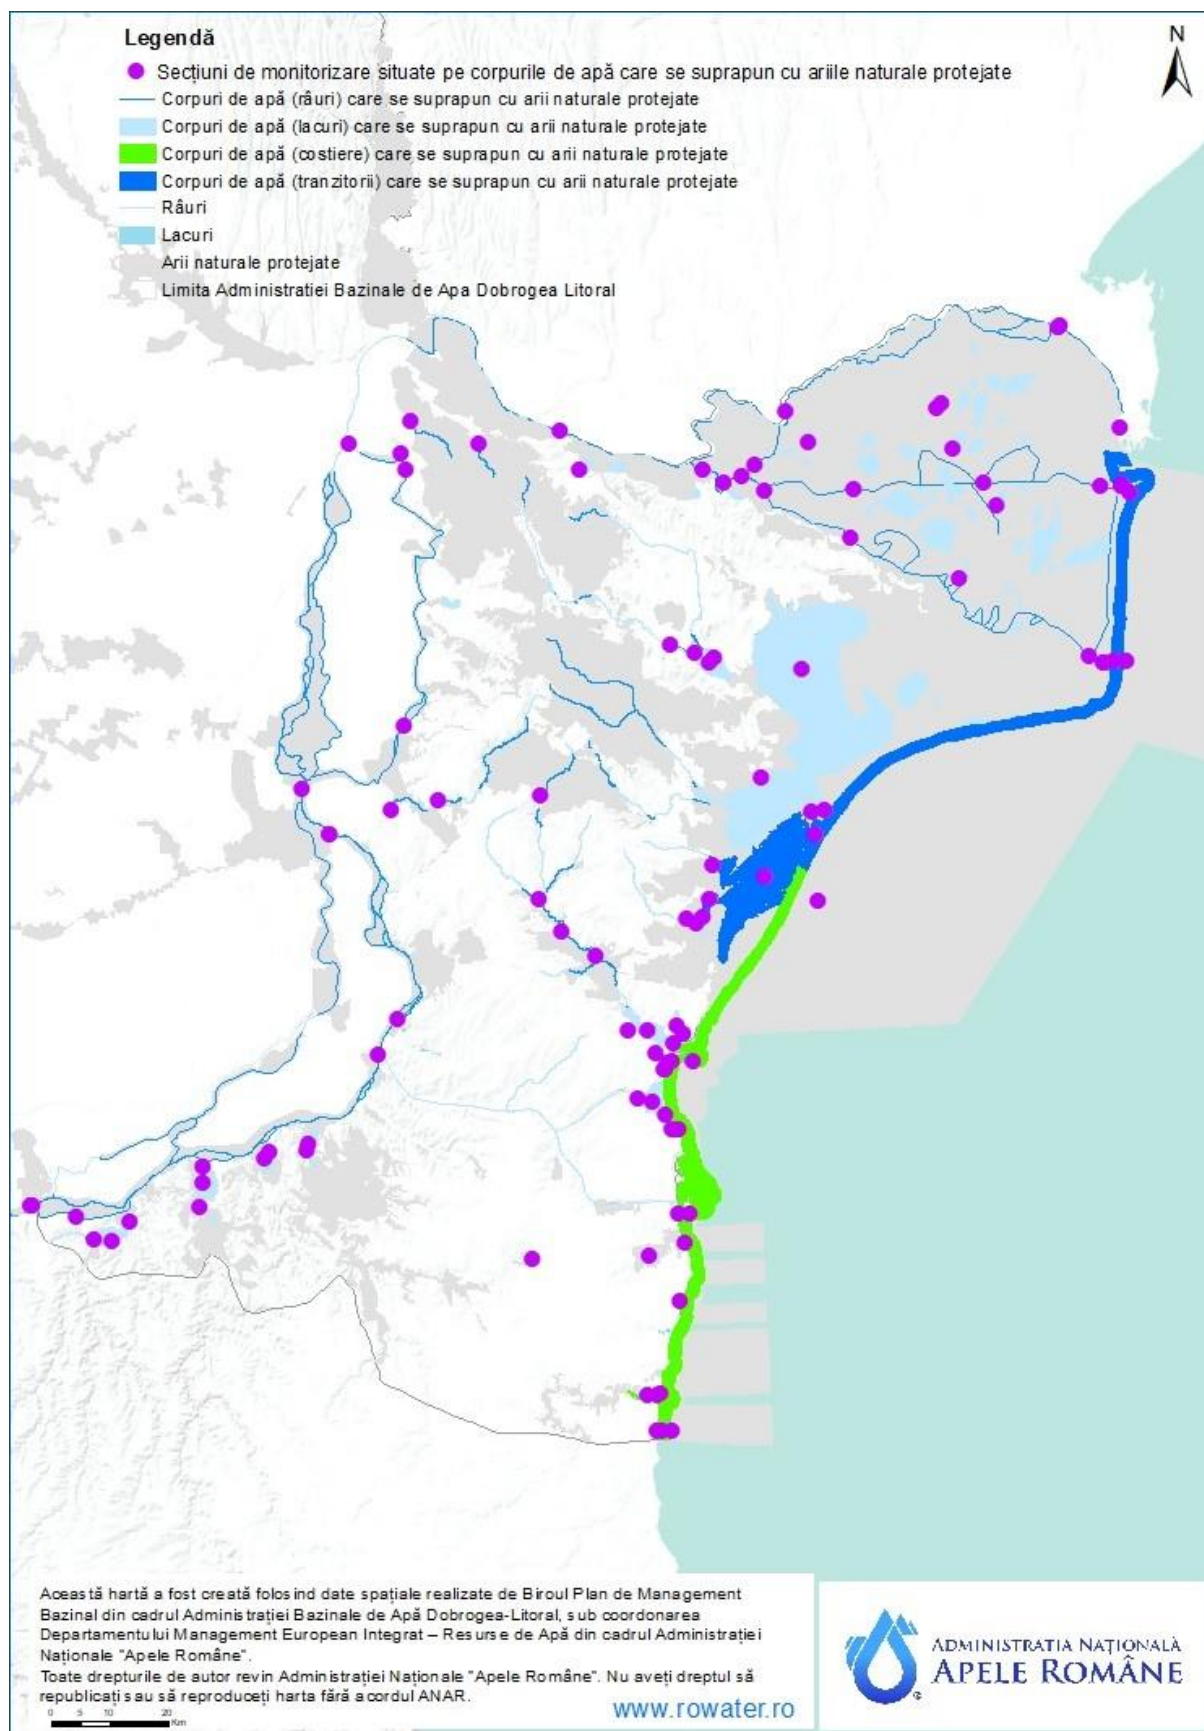 Legendă
N
Secțiuni de monitorizare situate pe corpurile de apă care se suprapun cu ariile naturale protejate
Corpuri de apă (râuri) care se suprapun cu arii naturale protejate
Corpuri de apă (lacuri) care se suprapun cu arii naturale protejate
Corpuri de apă (costiere) care se suprapun cu arii naturale protejate
Corpuri de apă (tranzitorii) care se suprapun cu arii naturale protejate
Râuri
Lacuri
Arii naturale protejate
Limita Administratiei Bazinale de Apa Dobrogea Litoral
Această hartă a fost creată folosind date spațiale realizate de Biroul Plan de Management
Bazinal din cadrul Administrației Bazinale de Apă Dobrogea-Litoral, sub coordonarea
Departamentului Management European Integrat – Resurse de Apă din cadrul Administrației
Naționale "Apele Române".
Toate drepturile de autor revin Administrației Naționale "Apele Române". Nu aveți dreptul să
republicați sau să reproduceți harta fără acordul ANAR.
0 5 10 20
Km
www.rowater.ro
ADMINISTRAȚIA NAȚIONALĂ
APELE ROMÂNE
®